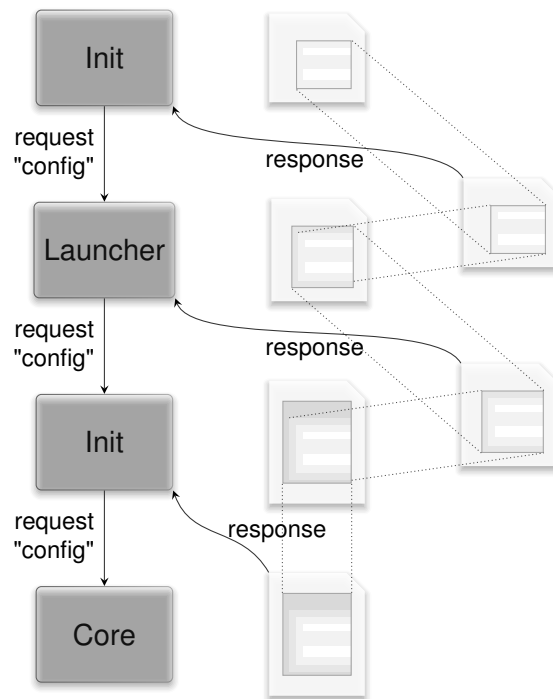 Init
request
"config"
response
Launcher
request
"config"
response
Init
request
"config"
response
Core